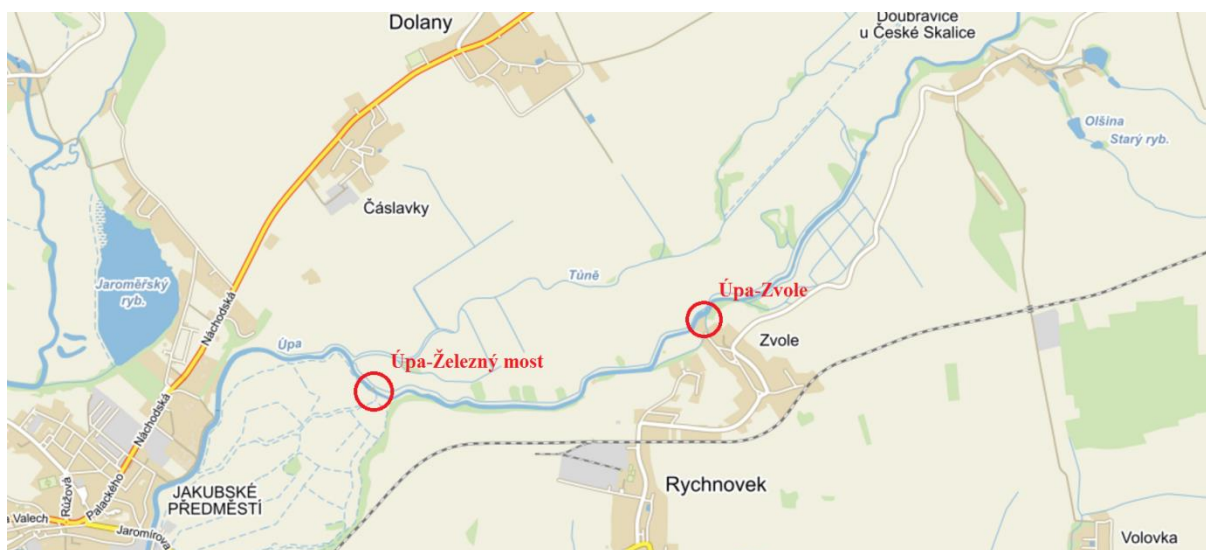 Dolany
Doubravice
u České Skalice
Olšina
Starý ryb.
Čáslavky
Túně
Jaroměřský
ryb.
Náchodská
Úpa-Zvole
Zvole
Úpa
Úpa-Železný most
Náchodská
Palackého
Růžová
JAKUBSKÉ
PŘEDMĚSTÍ
Rychnovek
a Valech
Jaromírova
Volovka